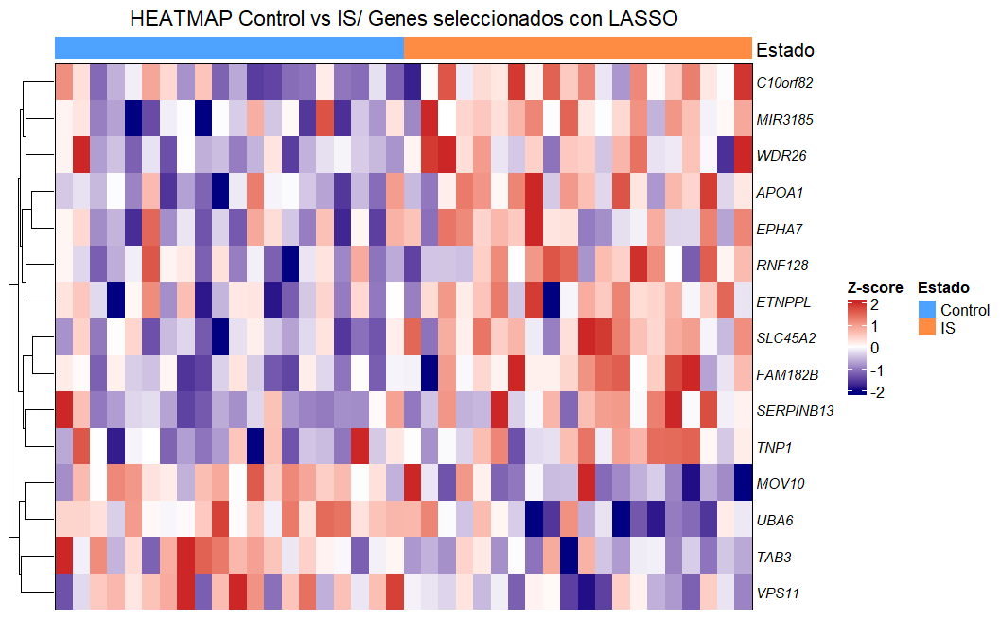 HEATMAP Control vs IS/ Genes seleccionados con LASSO
Estado
C10orf82
MIR3185
WDR26
APOA1
EPHA7
RNF128
ETNPPL
SLC45A2
FAM182B
SERPINB13
TNP1
MOV10
UBA6
TAB3
VPS11
Z-score
2
1
0
-1
-2
Estado
Control
IS